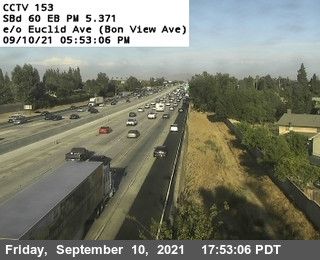 CCTV 153
SBd 60 EB PM 5.371
e/o Euclid Ave (Bon View Ave)
09/10/21 05:53:06 PM
Friday, September 10, 2021 17:53:06 PDT